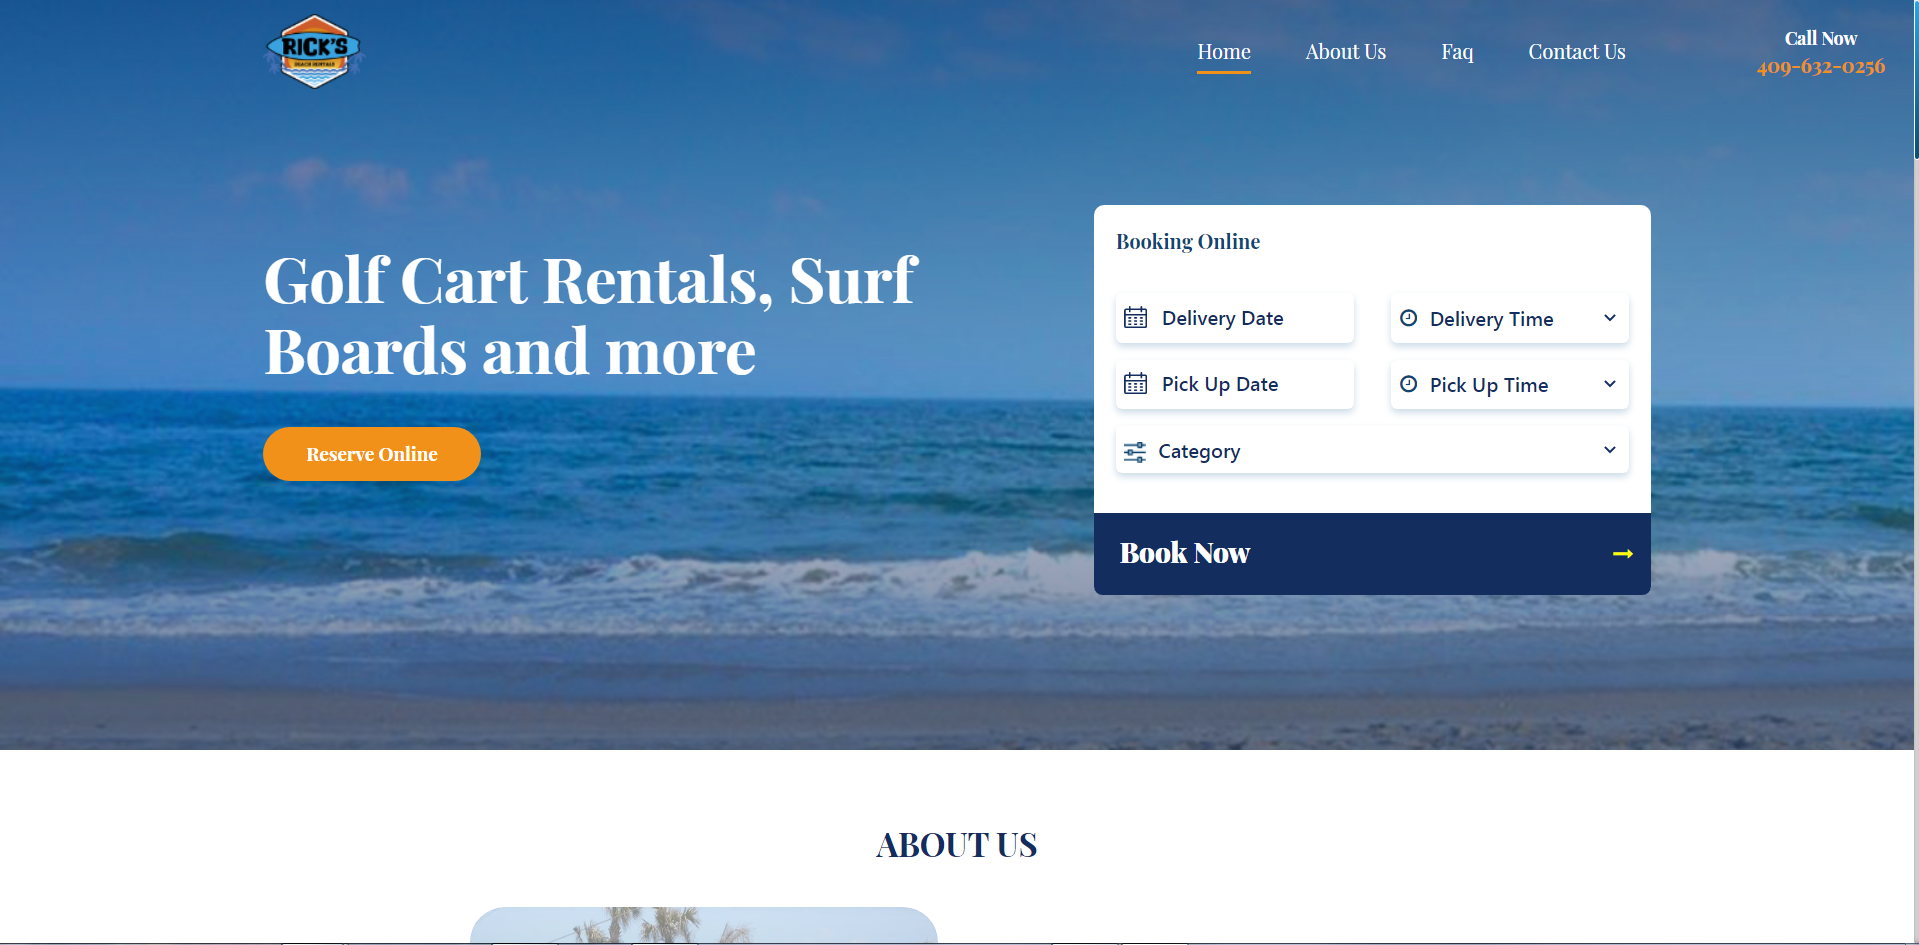 RICK'S
BEACH RENTALS
Home
About Us
Faq
Contact Us
Call Now
409-632-0256
Golf Cart Rentals, Surf
Boards and more
Reserve Online
Booking Online
Delivery Date
Delivery Time
Pick Up Date
Pick Up Time
Category
Book Now
ABOUT US